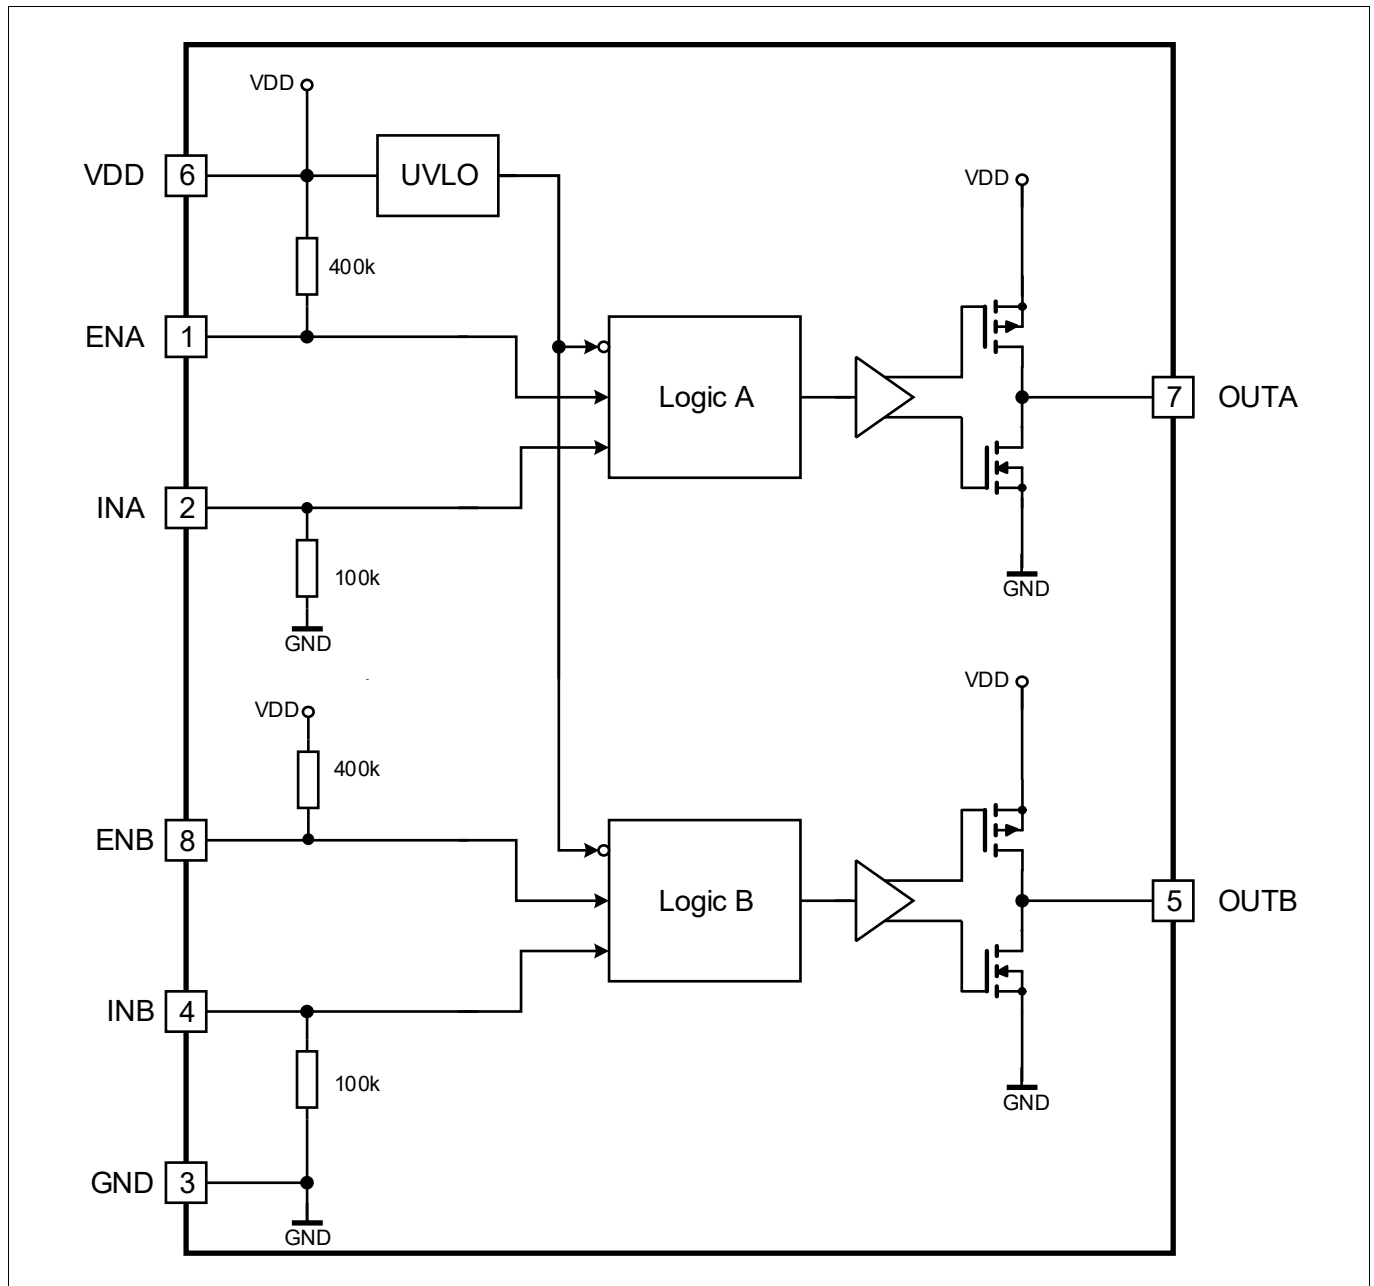 VDD
VDD 6 UVLO
VDD
400k
ENA 1
Logic A
7 OUTA
INA 2
100k
GND
GND
VDD
VDD
400k
ENB 8
Logic B
5 OUTB
INB 4
100k
GND
GND 3
GND